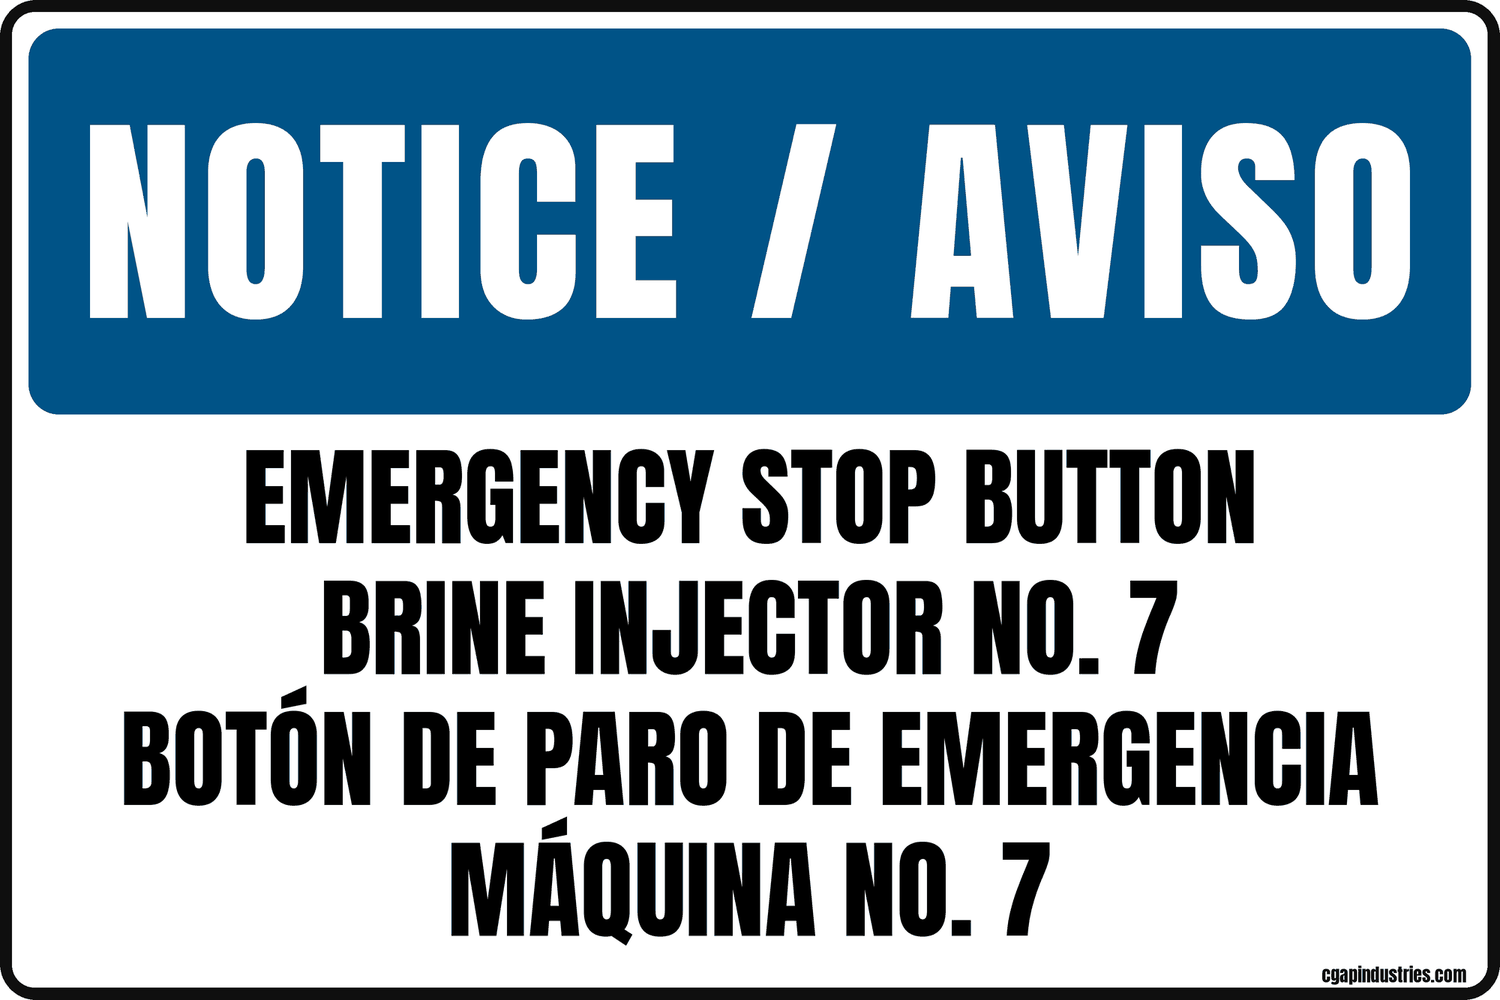 NOTICE / AVISO
EMERGENCY STOP BUTTON
BRINE INJECTOR NO. 7
BOTÓN DE PARO DE EMERGENCIA
MÁQUINA NO. 7
cgapindustries.com